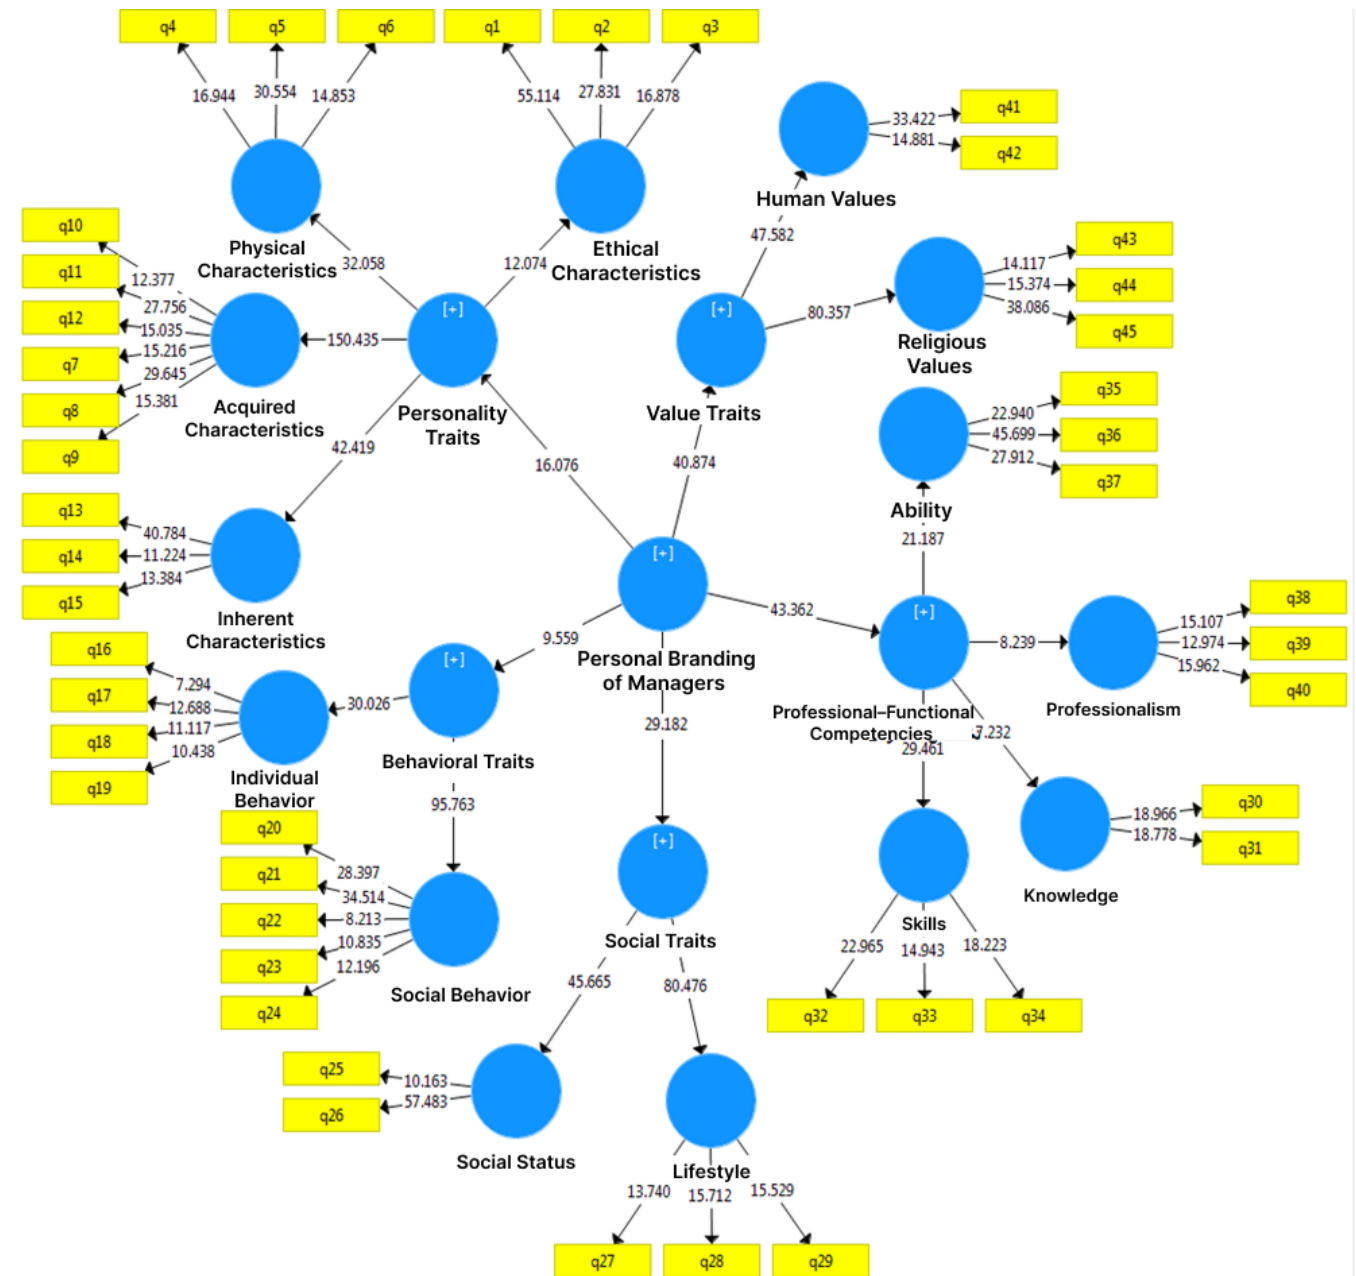 q4
q5
q6
q1
q2
q3
16.944
30.554
14.853
55.114
27.831
16.878
q41
33.422
14.881
q42
Human Values
Physical
Characteristics
Ethical
Characteristics
32.058
12.074
47.582
q10
q11
q12
q7
q8
q9
12.377
27.756
15.035
15.216
29.645
15.381
Acquired
Characteristics
150.435
[+]
Personality
Traits
[+]
Value Traits
80.357
q43
q44
q45
14.117
15.374
38.086
Religious
Values
q35
q36
q37
22.940
45.699
27.912
Ability
21.187
42.419
16.076
40.874
q13
q14
q15
40.784
11.224
13.384
Inherent
Characteristics
[+]
Personal Branding
of Managers
43.362
9.559
29.182
[+]
Professional–Functional
Competencies
8.239
q38
q39
q40
15.107
12.974
15.962
Professionalism
q16
q17
q18
q19
7.294
12.688
11.117
10.438
Individual
Behavior
30.026
[+]
Behavioral Traits
95.763
29.461
7.232
q30
q31
18.966
18.778
Knowledge
q20
q21
q22
q23
q24
28.397
34.514
8.213
10.835
12.196
Social Behavior
[+]
Social Traits
45.665
80.476
Skills
22.965
14.943
18.223
q32
q33
q34
q25
q26
10.163
57.483
Social Status
Lifestyle
13.740
15.712
15.529
q27
q28
q29